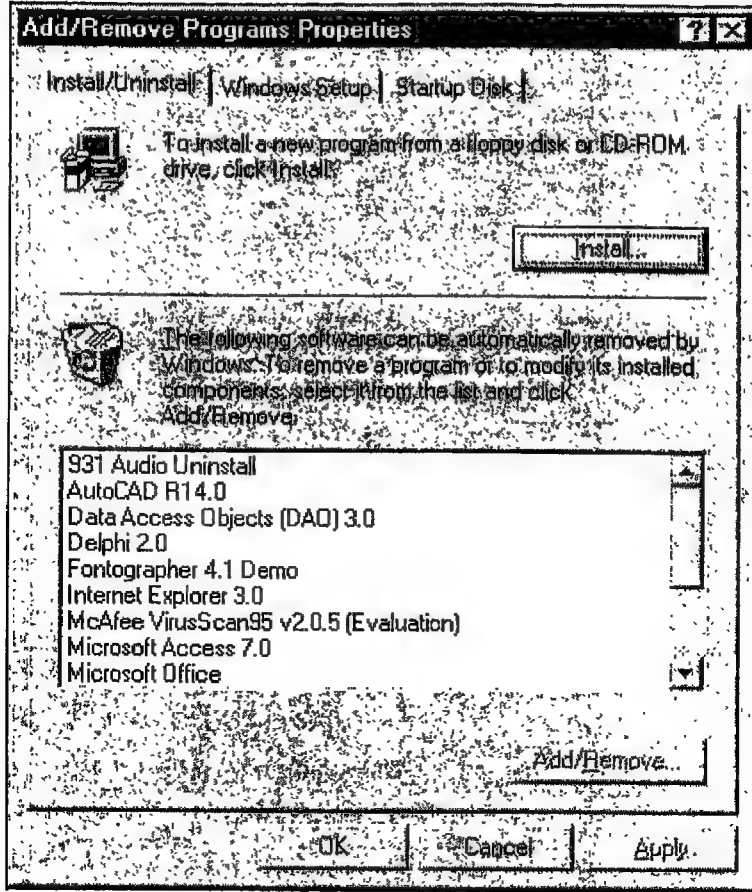 Add/Remove Programs Properties
Install/Uninstall Windows Setup Startup Disk
To install a new program from a floppy disk or CD-ROM
drive, click Install.
Install...
The following software can be automatically removed by
Windows. To remove a program or to modify its installed
components, select it from the list and click
Add/Remove.
931 Audio Uninstall
AutoCAD R14.0
Data Access Objects (DAO) 3.0
Delphi 2.0
Fontographer 4.1 Demo
Internet Explorer 3.0
McAfee VirusScan95 v2.0.5 (Evaluation)
Microsoft Access 7.0
Microsoft Office
Add/Remove...
OK Cancel Apply